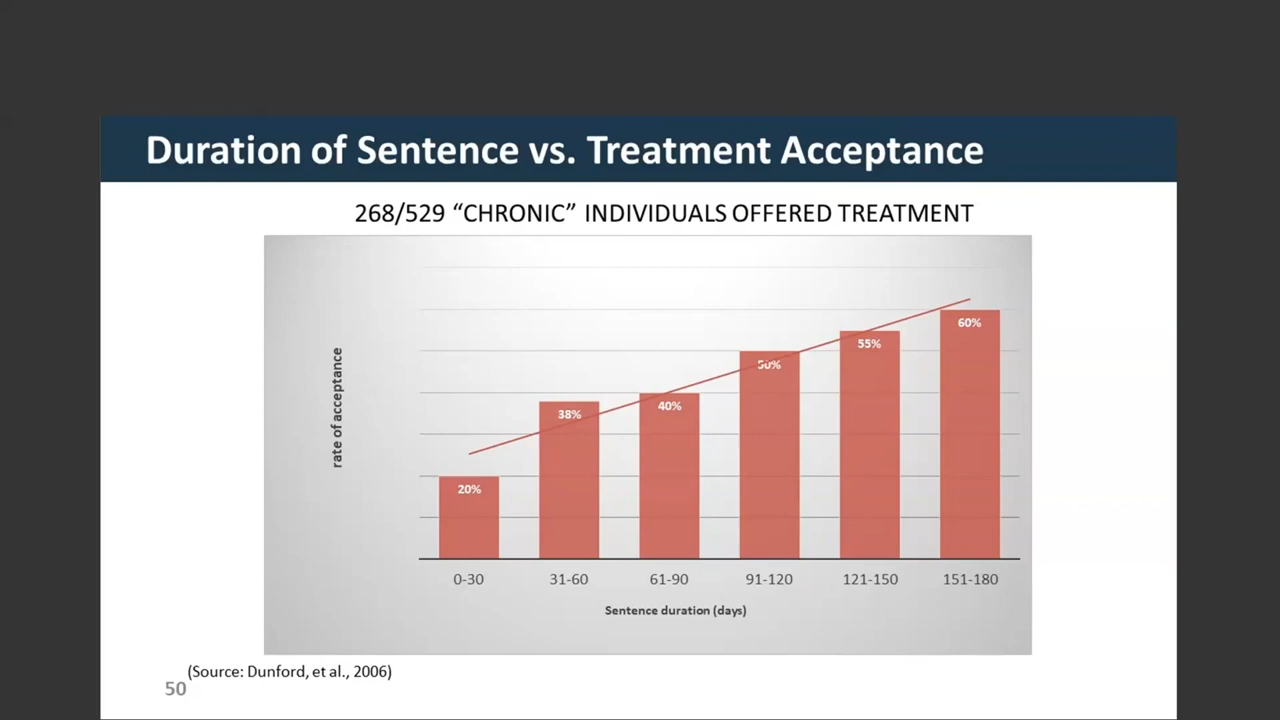 Duration of Sentence vs. Treatment Acceptance
268/529 “CHRONIC” INDIVIDUALS OFFERED TREATMENT
rate of acceptance
20%
38%
40%
50%
55%
60%
0-30
31-60
61-90
91-120
121-150
151-180
Sentence duration (days)
(Source: Dunford, et al., 2006)
50